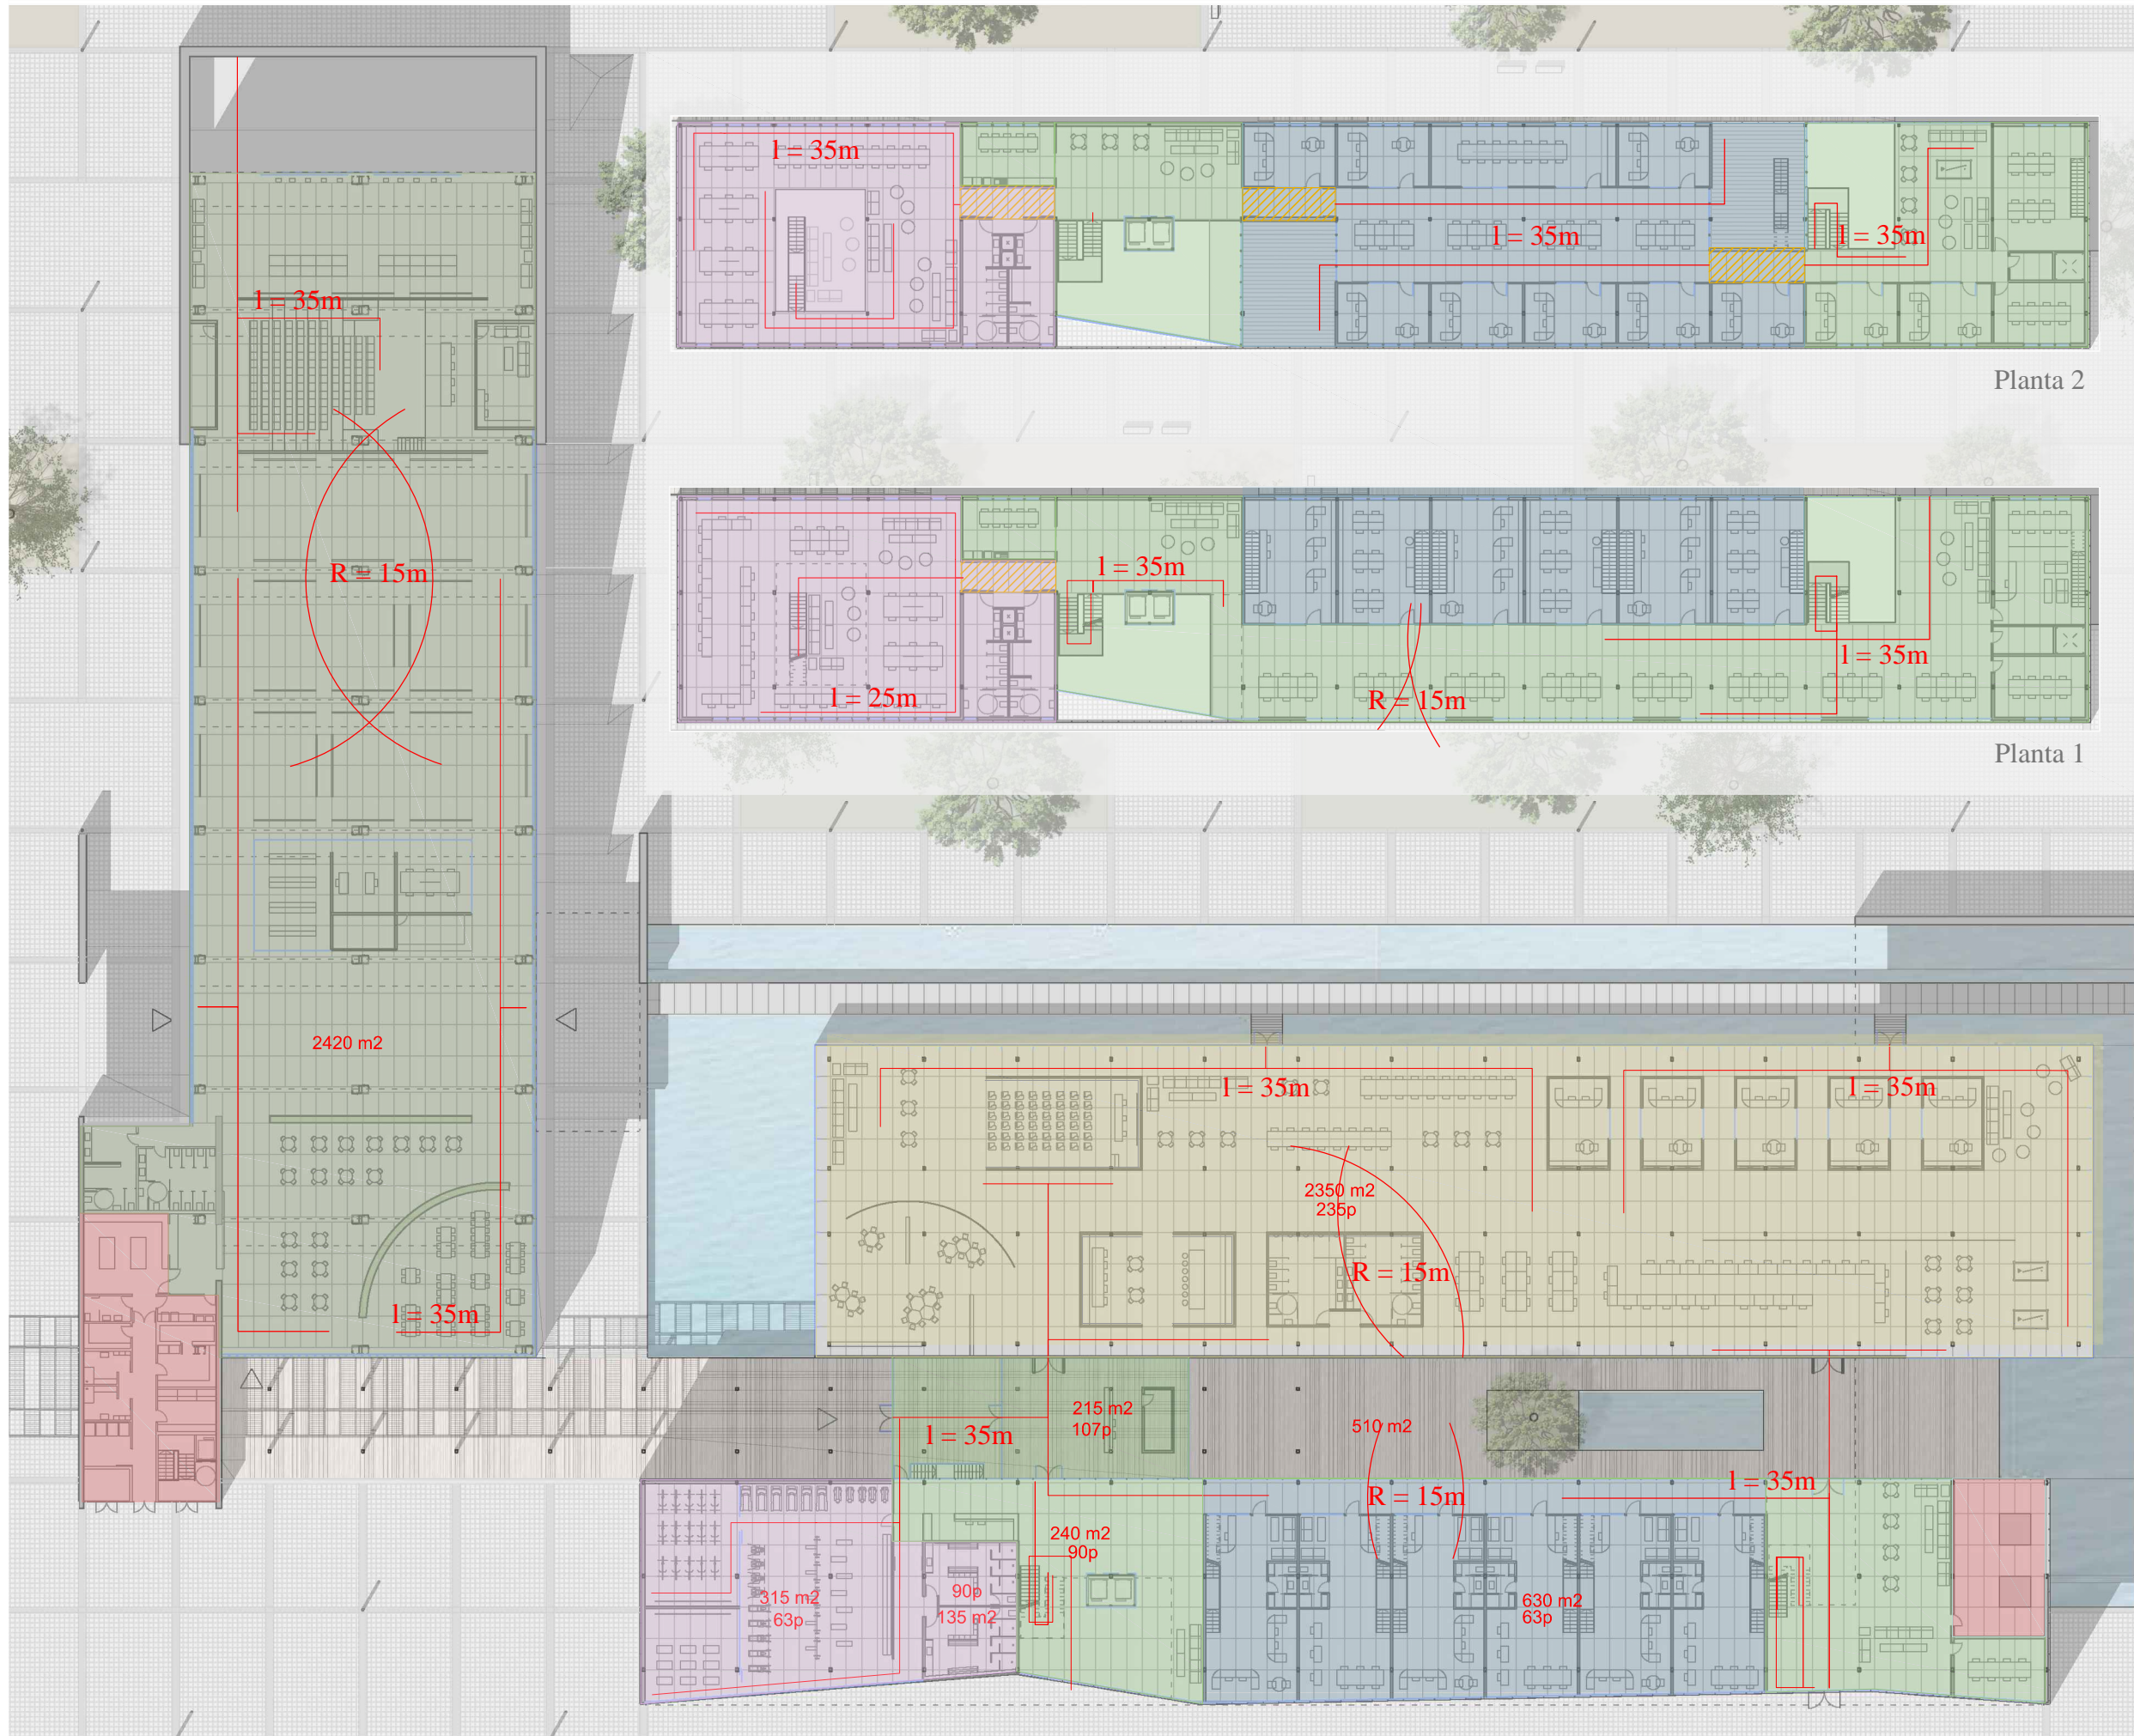 l = 35m
l = 35m
l = 35m
l = 35m
Planta 2
R = 15m
l = 35m
l = 35m
l = 25m
R = 15m
Planta 1
2420 m2
l = 35m
l = 35m
l = 35m
2350 m2
235p
R = 15m
l = 35m
215 m2
107p
l = 35m
510 m2
R = 15m
l = 35m
240 m2
90p
315 m2
63p
90p
135 m2
630 m2
63p